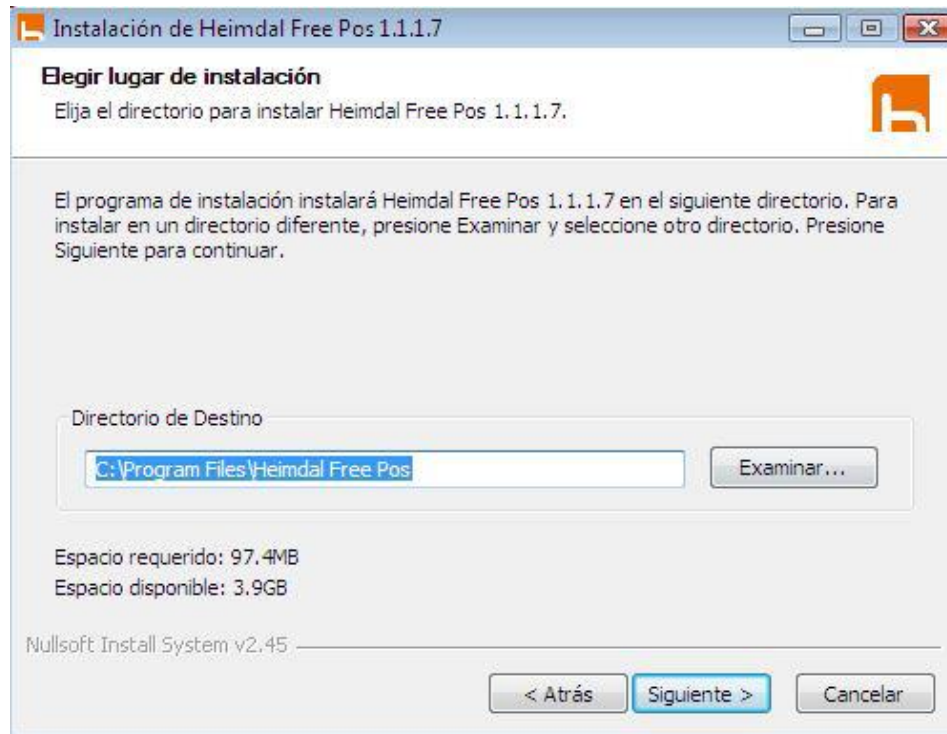 Instalación de Heimdal Free Pos 1.1.1.7
Elegir lugar de instalación
Elija el directorio para instalar Heimdal Free Pos 1.1.1.7.
El programa de instalación instalará Heimdal Free Pos 1.1.1.7 en el siguiente directorio. Para
instalar en un directorio diferente, presione Examinar y seleccione otro directorio. Presione
Siguiente para continuar.
Directorio de Destino
C:\Program Files\Heimdal Free Pos
Examinar...
Espacio requerido: 97.4MB
Espacio disponible: 3.9GB
Nullsoft Install System v2.45
< Atrás
Siguiente >
Cancelar